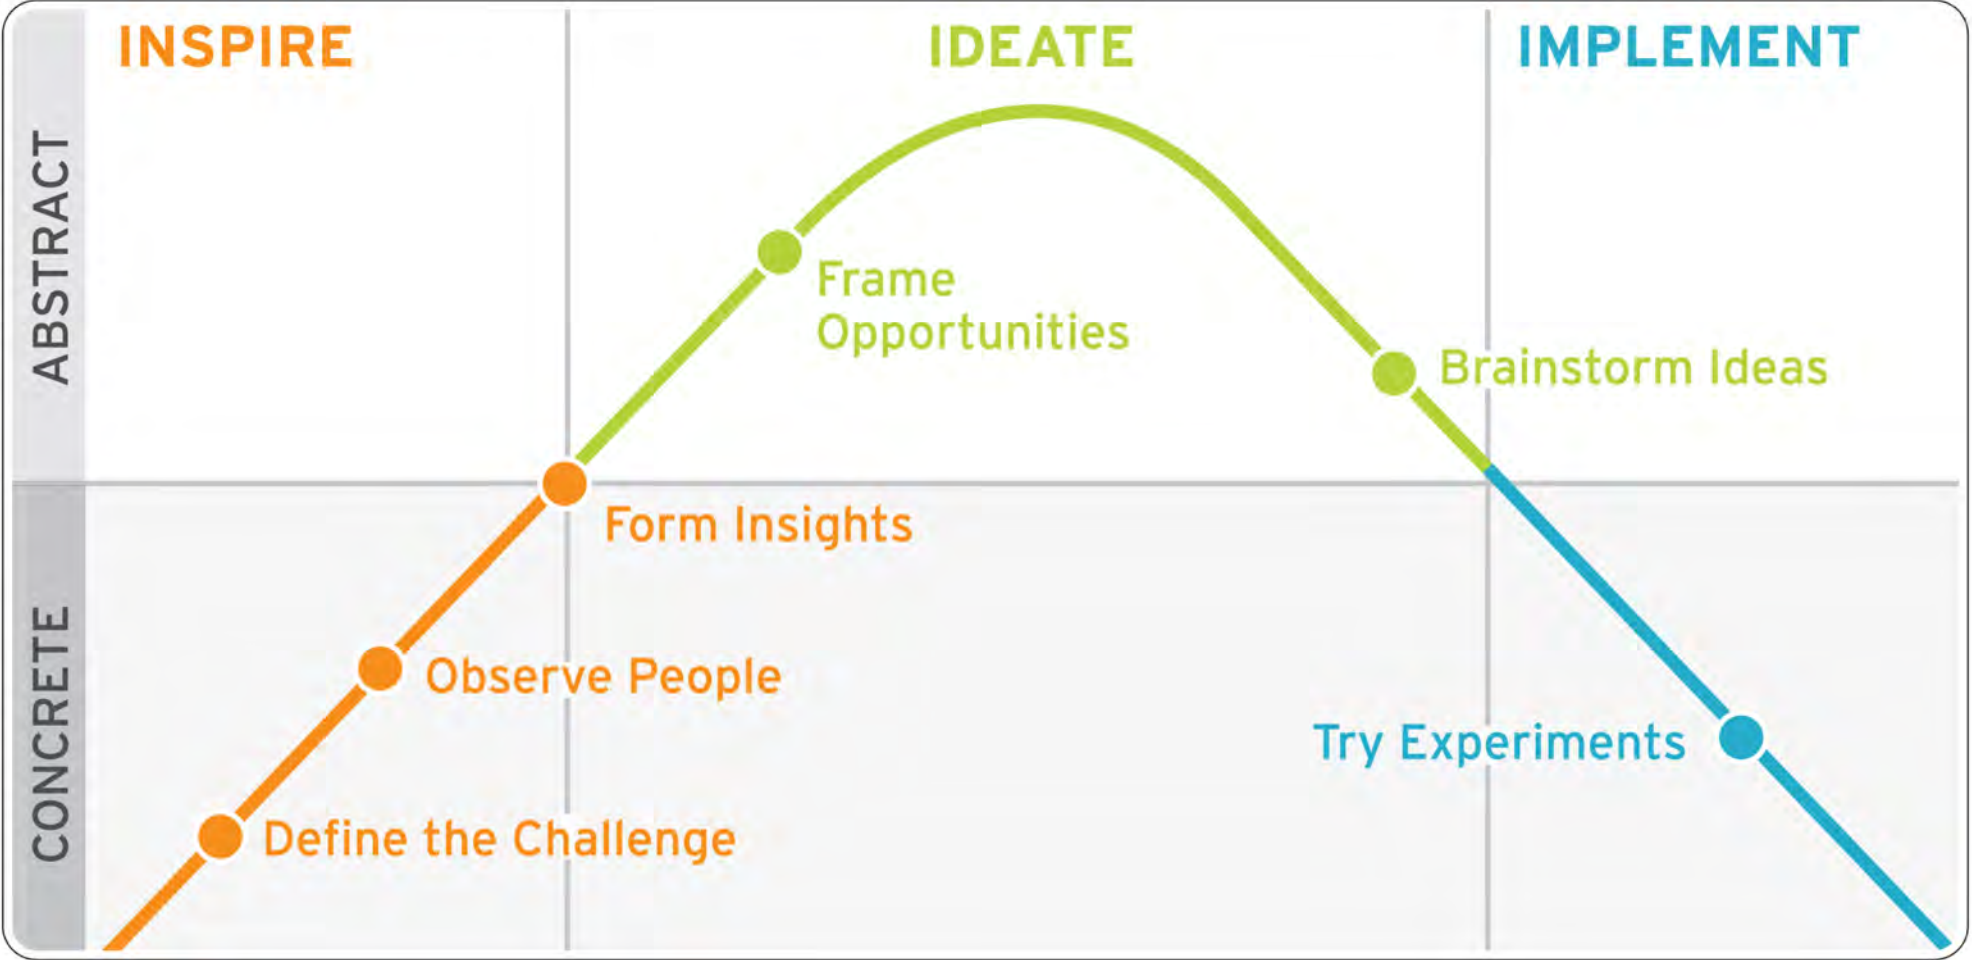 INSPIRE
IDEATE
IMPLEMENT
ABSTRACT
Frame
Opportunities
Brainstorm Ideas
Form Insights
CONCRETE
Observe People
Try Experiments
Define the Challenge